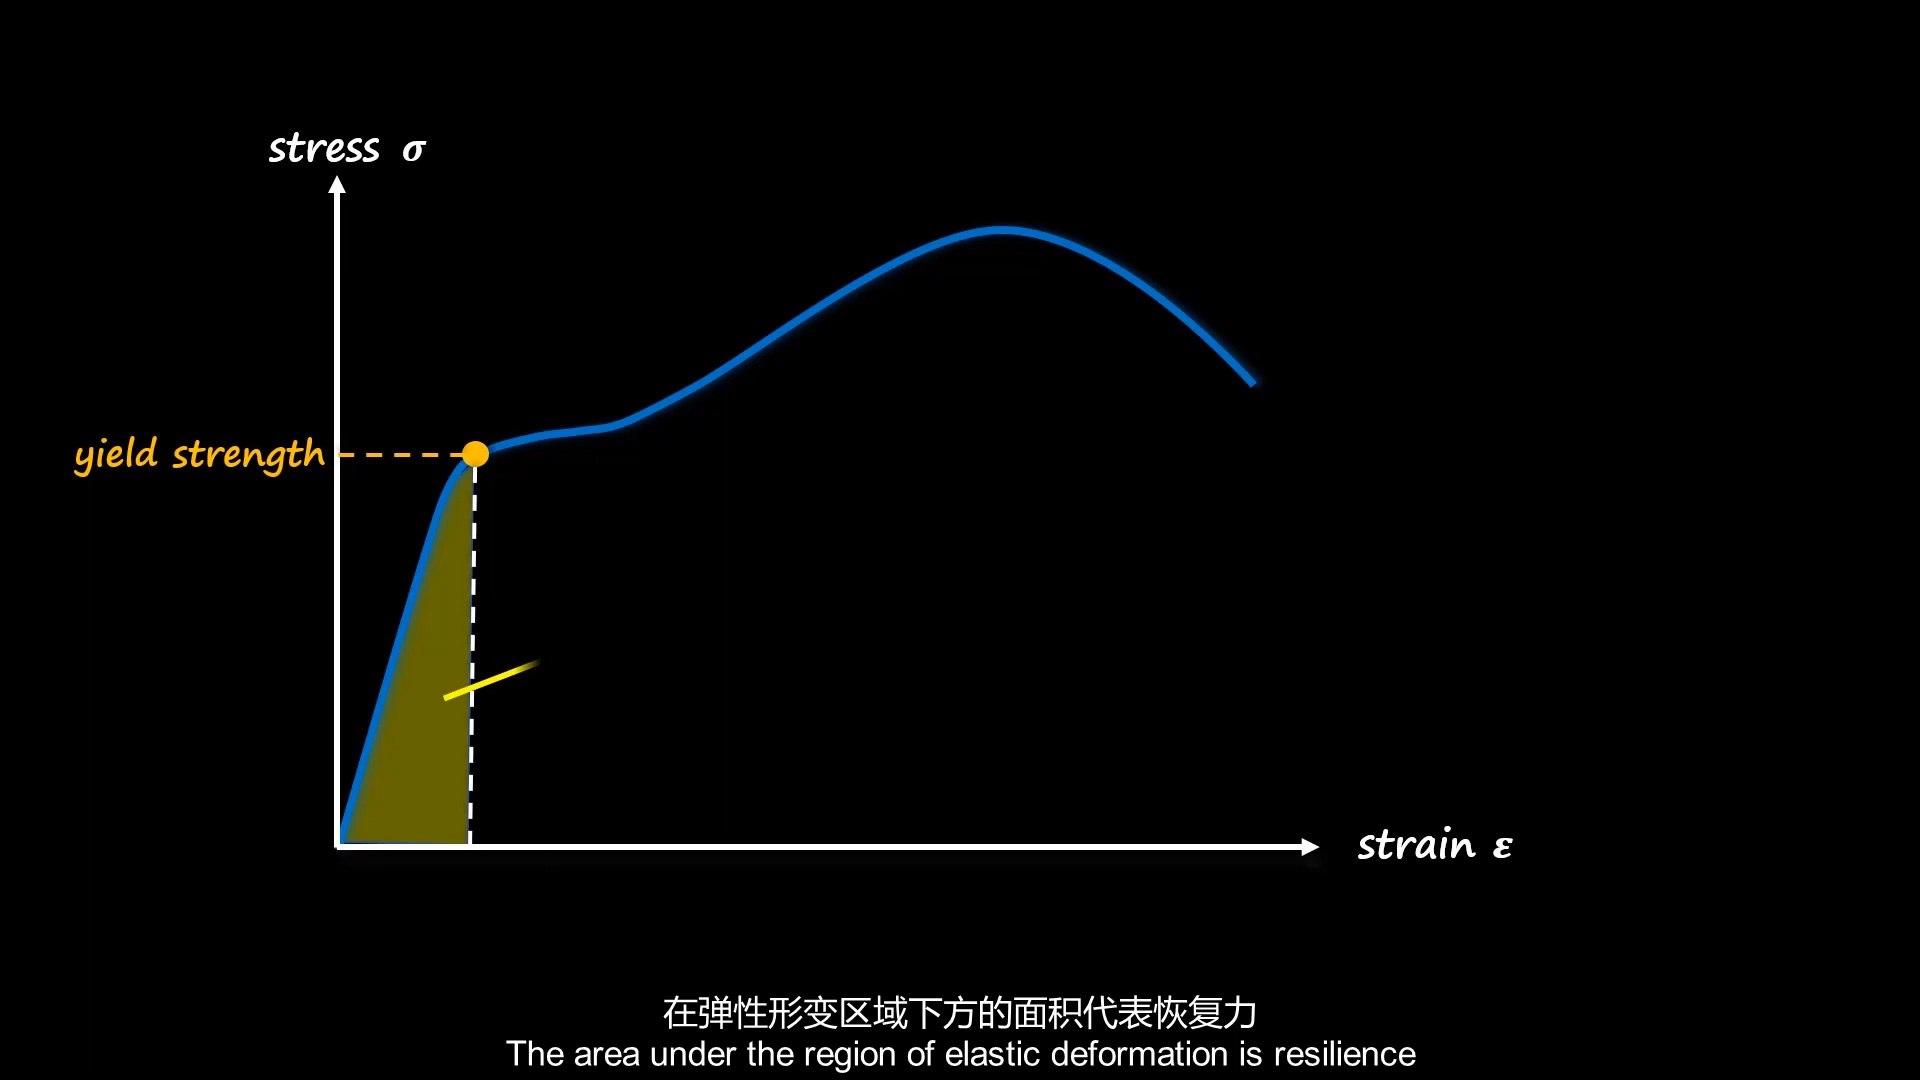 stress σ
yield strength
strain ε
在弹性形变区域下方的面积代表恢复力
The area under the region of elastic deformation is resilience